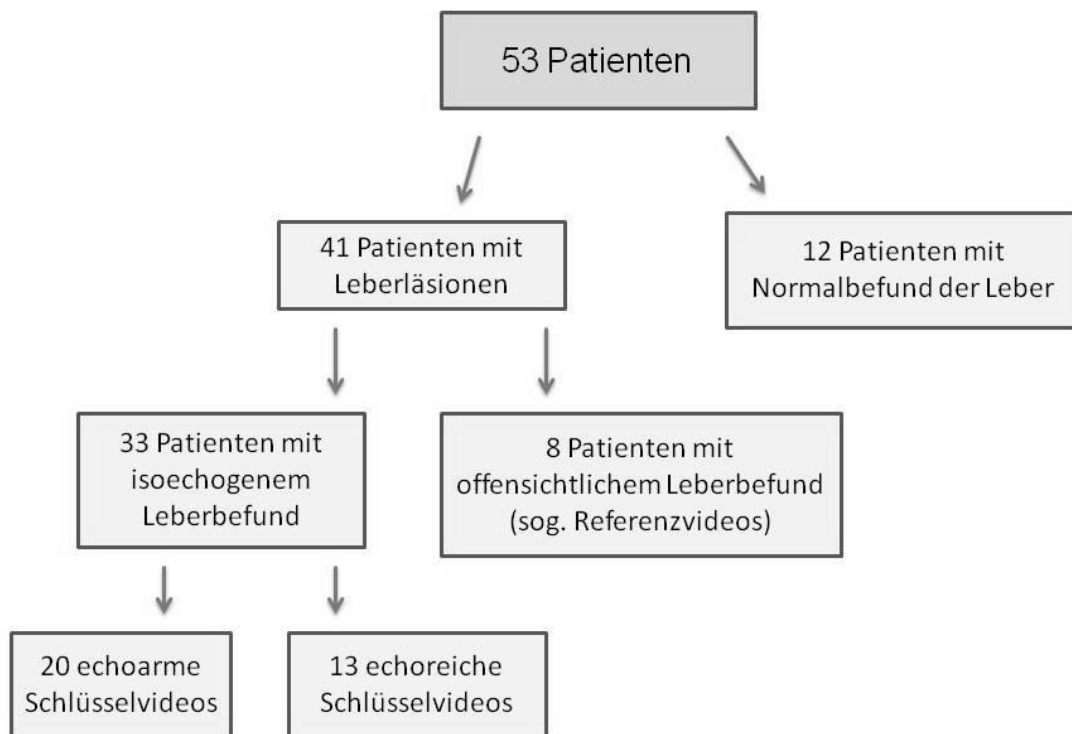 53 Patienten
41 Patienten mit
Leberläsionen
12 Patienten mit
Normalbefund der Leber
33 Patienten mit
isoechogenem
Leberbefund
8 Patienten mit
offensichtlichem Leberbefund
(sog. Referenzvideos)
20 echoarme
Schlüsselvideos
13 echoreiche
Schlüsselvideos